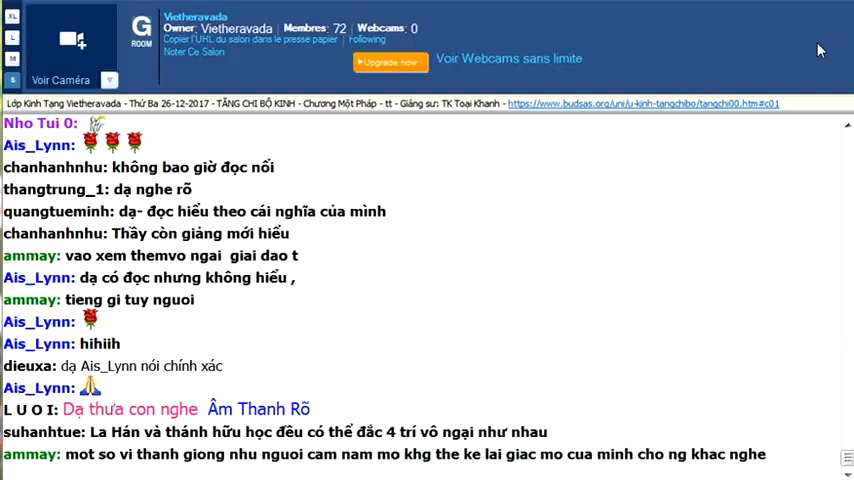 XL
L
M
S
Voir Caméra
G
ROOM
Vietheravada
Owner: Vietheravada | Membres: 72 | Webcams: 0
Copier l'URL du salon dans le presse papier | Following
Noter Ce Salon
Upgrade now
Voir Webcams sans limite
Lớp Kinh Tạng Vietheravada - Thứ Ba 26-12-2017 - TĂNG CHI BỘ KINH - Chương Một Pháp - tt - Giảng sư: TK Toại Khanh - https://www.budsas.org/uni/u-kinh-tangchibo/tangchi00.htm#c01
Nho Tui 0:
Ais_Lynn:
chanhanhnhu: không bao giờ đọc nổi
thangtrung_1: dạ nghe rõ
quangtueminh: dạ- đọc hiểu theo cái nghĩa của mình
chanhanhnhu: Thầy còn giảng mới hiểu
ammay: vao xem themvo ngai giai dao t
Ais_Lynn: dạ có đọc nhưng không hiểu ,
ammay: tieng gi tuy nguoi
Ais_Lynn:
Ais_Lynn: hihiih
dieuxa: dạ Ais_Lynn nói chính xác
Ais_Lynn:
L U O I: Dạ thưa con nghe Âm Thanh Rõ
suhanhtue: La Hán và thánh hữu học đêu có thể đắc 4 trí vô ngại như nhau
ammay: mot so vi thanh giong nhu nguoi cam nam mo khg the ke lai giac mo cua minh cho ng khac nghe